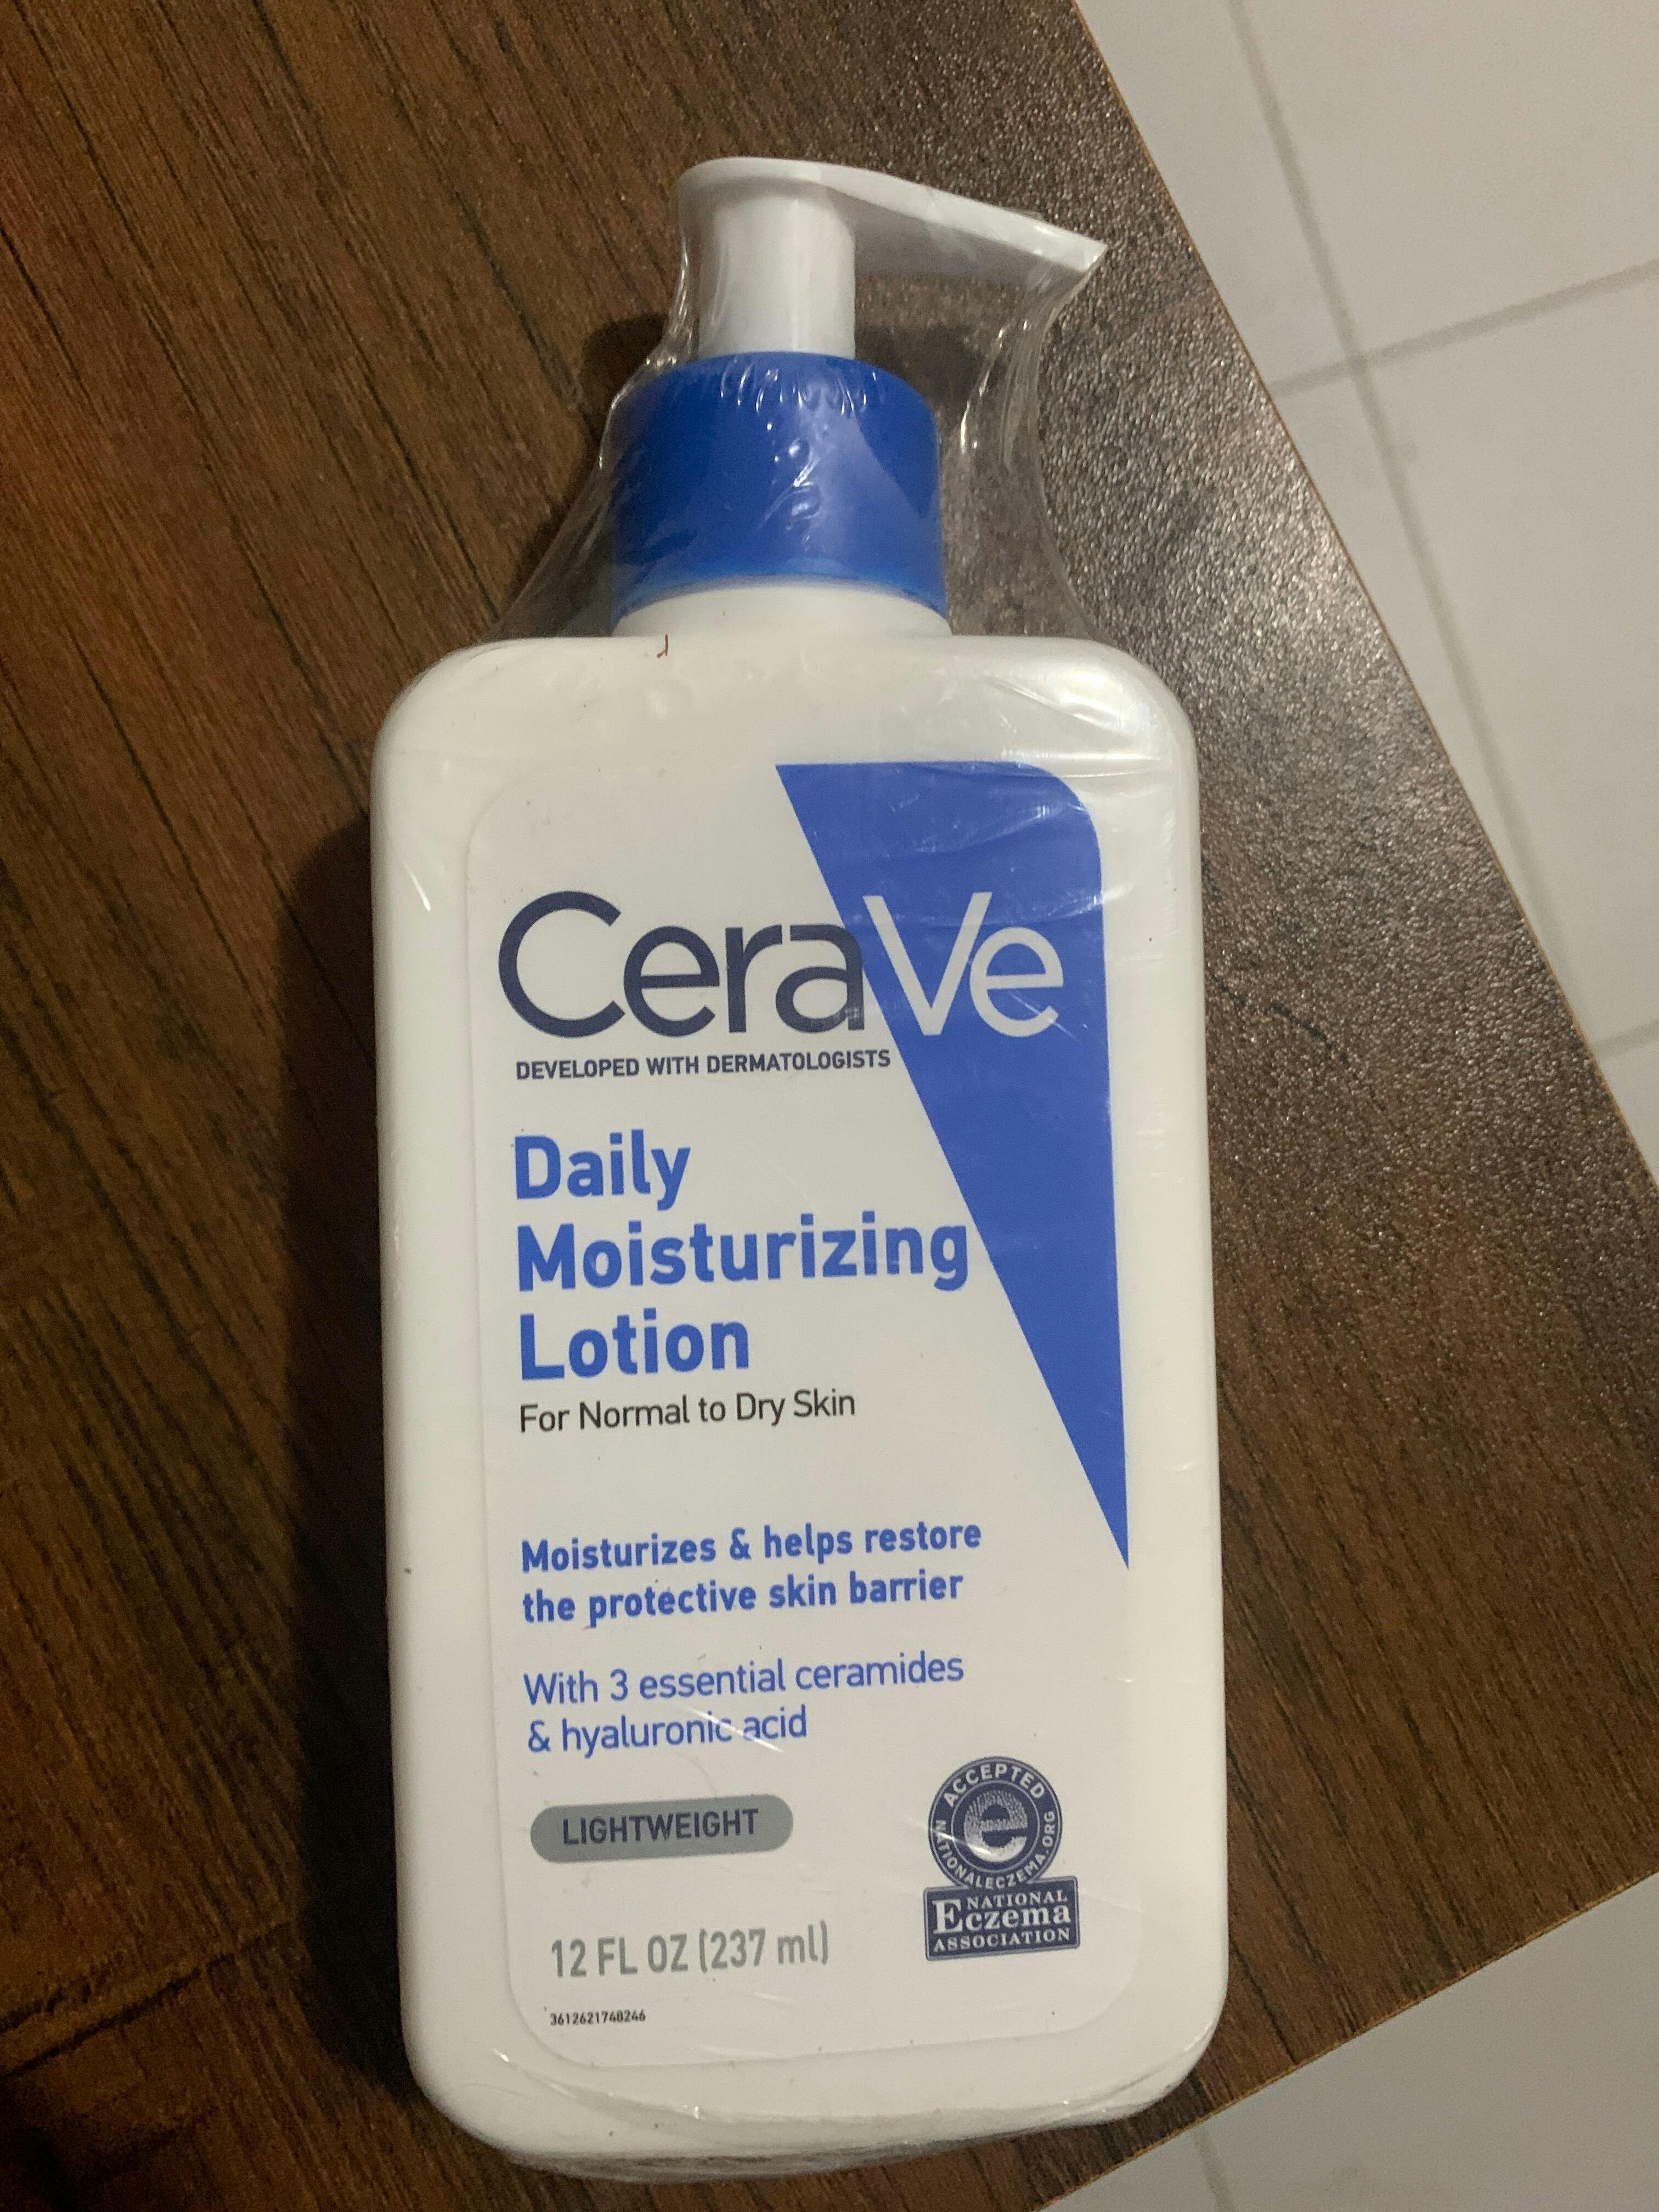 CeraVe
DEVELOPED WITH DERMATOLOGISTS
Daily
Moisturizing
Lotion
For Normal to Dry Skin
Moisturizes & helps restore
the protective skin barrier
With 3 essential ceramides
& hyaluronic acid
LIGHTWEIGHT
ACCEPTED
e
NATIONALECZEMA.ORG
NATIONAL
Eczema
ASSOCIATION
12 FL OZ (237 ml)
3612621748246